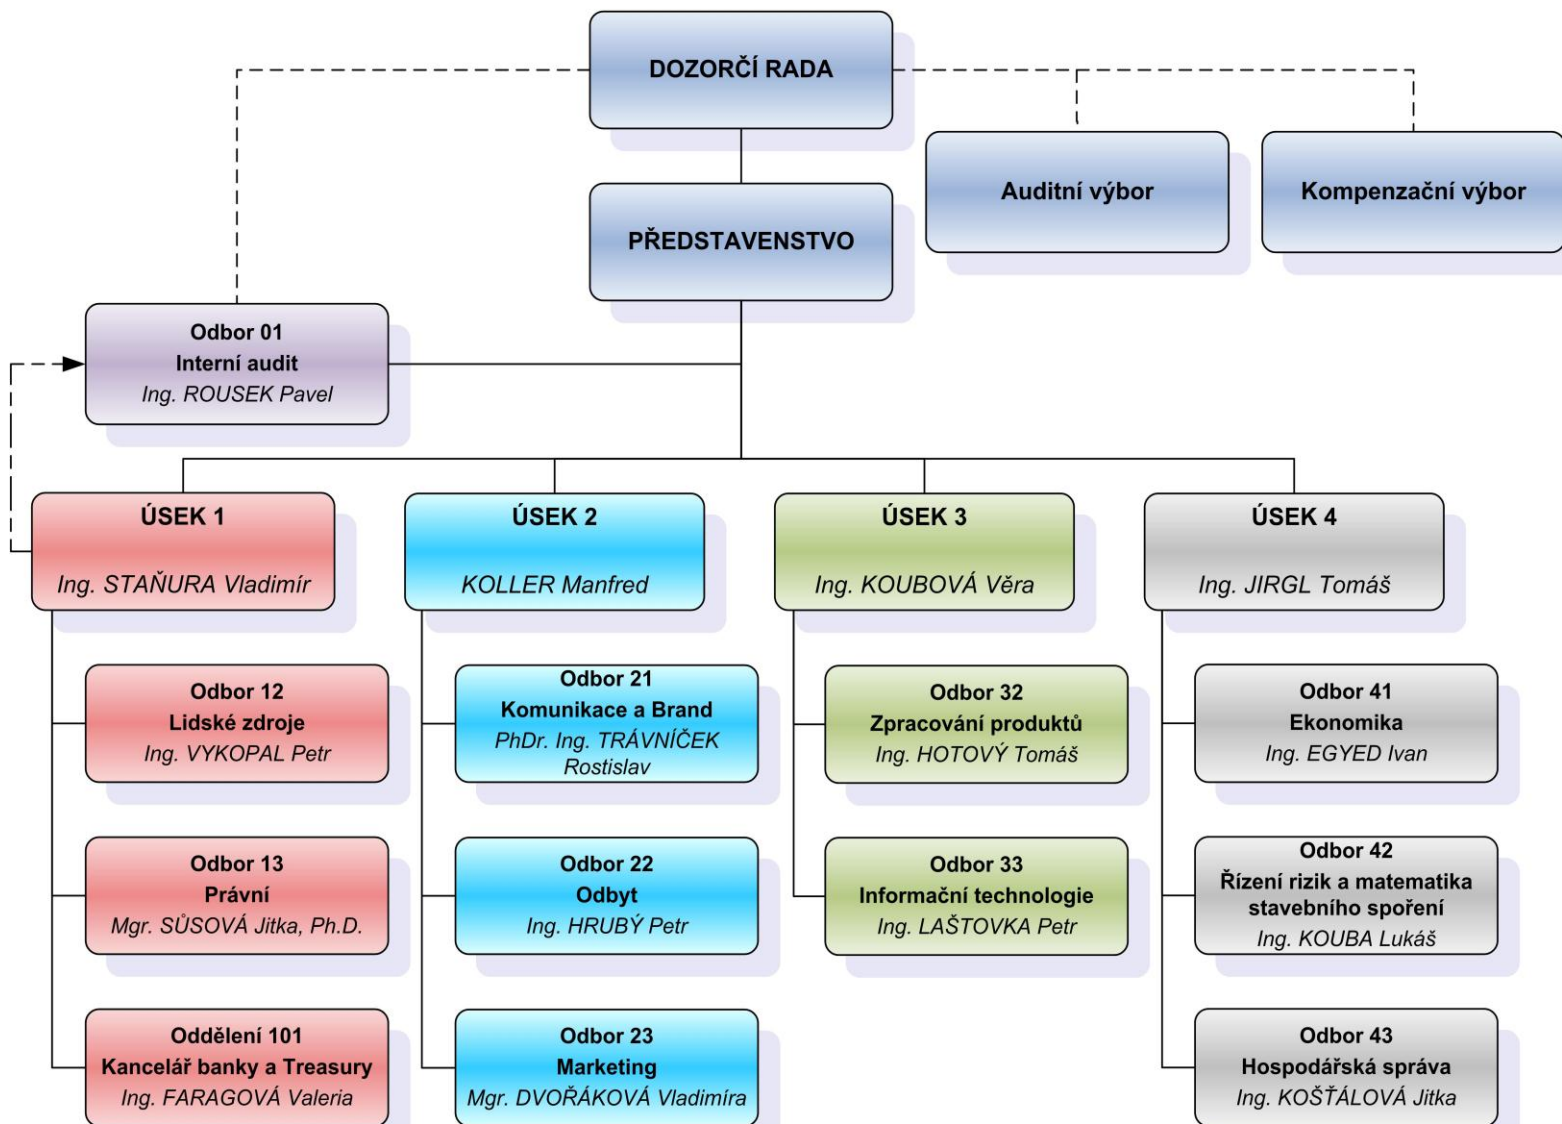 DOZORČÍ RADA
Auditní výbor
Kompenzační výbor
PŘEDSTAVENSTVO
Odbor 01
Interní audit
Ing. ROUSEK Pavel
ÚSEK 1
Ing. STAŇURA Vladimír
ÚSEK 2
KOLLER Manfred
ÚSEK 3
Ing. KOUBOVÁ Věra
ÚSEK 4
Ing. JIRGL Tomáš
Odbor 12
Lidské zdroje
Ing. VYKOPAL Petr
Odbor 21
Komunikace a Brand
PhDr. Ing. TRÁVNÍČEK
Rostislav
Odbor 32
Zpracování produktů
Ing. HOTOVÝ Tomáš
Odbor 41
Ekonomika
Ing. EGYED Ivan
Odbor 13
Právní
Mgr. SŮSOVÁ Jitka, Ph.D.
Odbor 22
Odbyt
Ing. HRUBÝ Petr
Odbor 33
Informační technologie
Ing. LAŠTOVKA Petr
Odbor 42
Řízení rizik a matematika
stavebního spoření
Ing. KOUBA Lukáš
Oddělení 101
Kancelář banky a Treasury
Ing. FARAGOVÁ Valeria
Odbor 23
Marketing
Mgr. DVOŘÁKOVÁ Vladimíra
Odbor 43
Hospodářská správa
Ing. KOŠŤÁLOVÁ Jitka